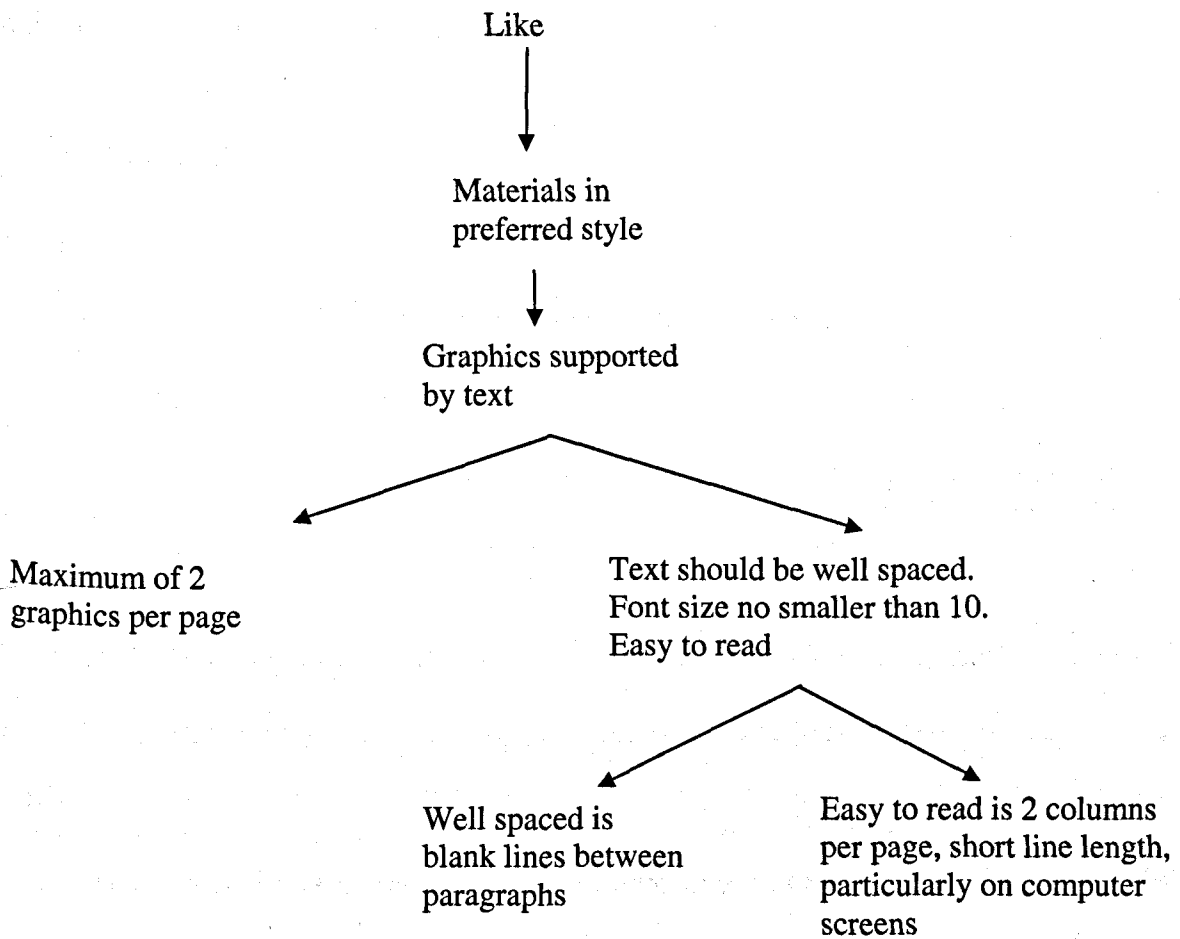 Like
Materials in
preferred style
Graphics supported
by text
Maximum of 2
graphics per page
Text should be well spaced.
Font size no smaller than 10.
Easy to read
Well spaced is
blank lines between
paragraphs
Easy to read is 2 columns
per page, short line length,
particularly on computer
screens